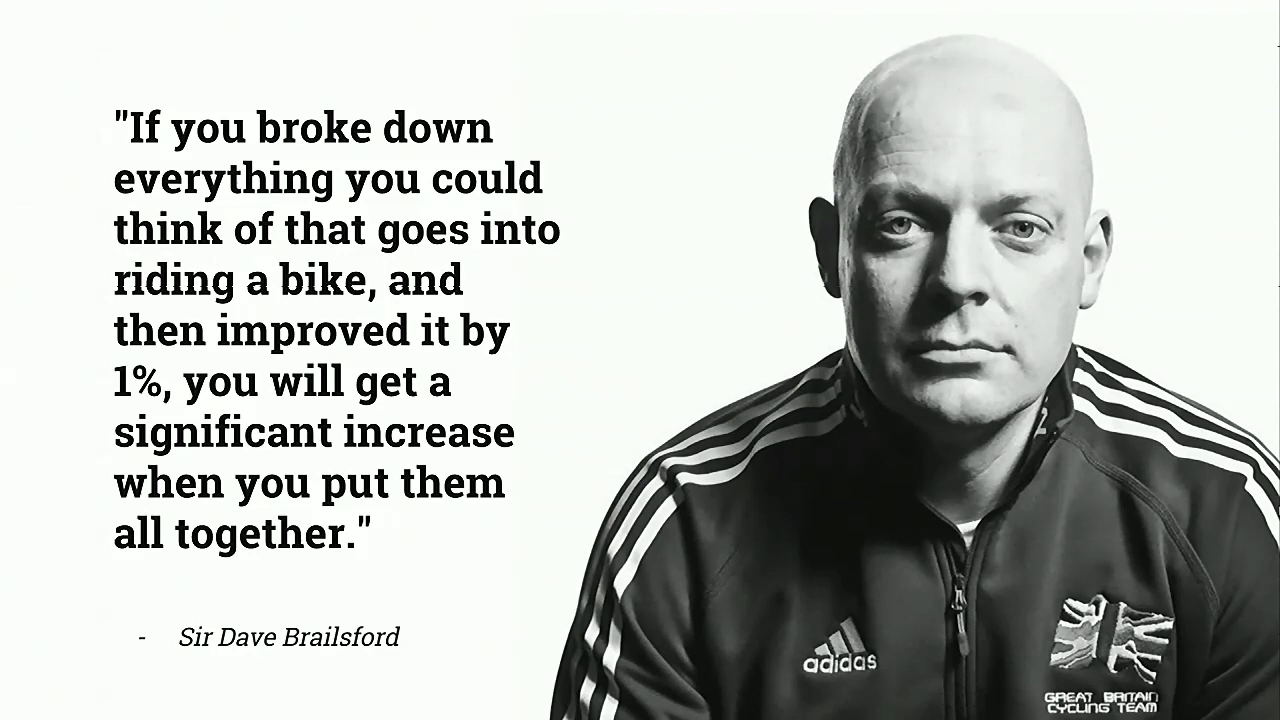 "If you broke down
everything you could
think of that goes into
riding a bike, and
then improved it by
1%, you will get a
significant increase
when you put them
all together."
- Sir Dave Brailsford
adidas
GREAT BRITAIN
CYCLING TEAM